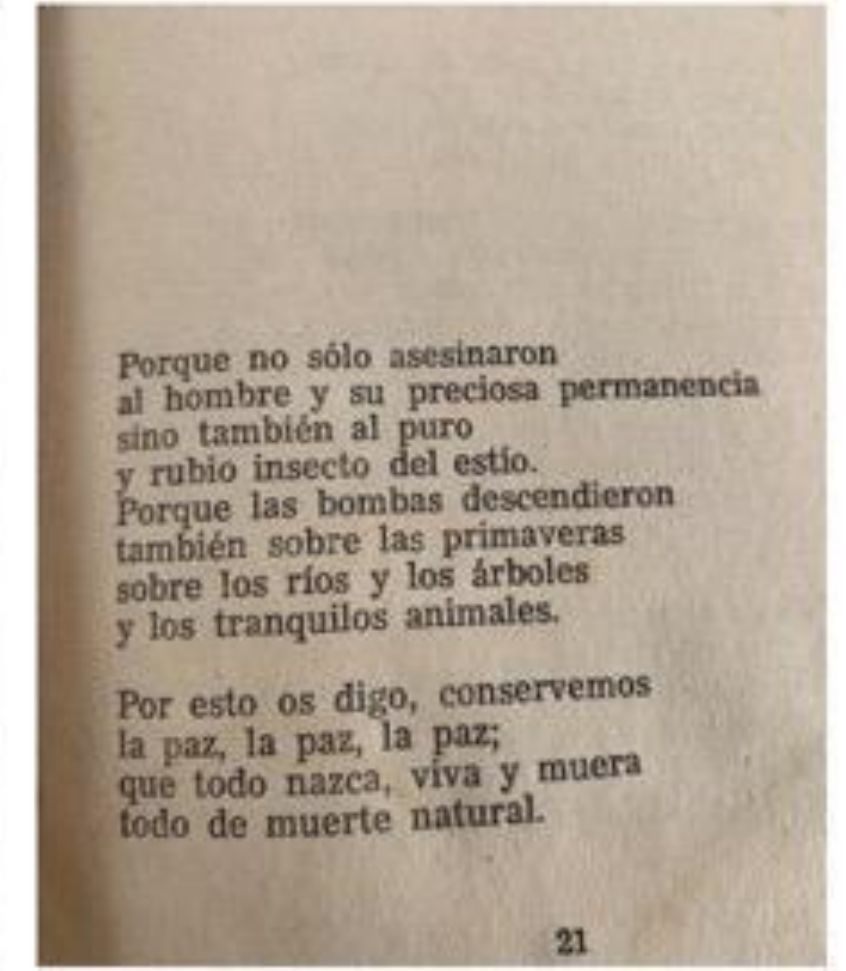 Porque no sólo asesinaron
al hombre y su preciosa permanencia
sino también al puro
y rubio insecto del estío.
Porque las bombas descendieron
también sobre las primaveras
sobre los ríos y los árboles
y los tranquilos animales.
Por esto os digo, conservemos
la paz, la paz, la paz;
que todo nazca, viva y muera
todo de muerte natural.
21